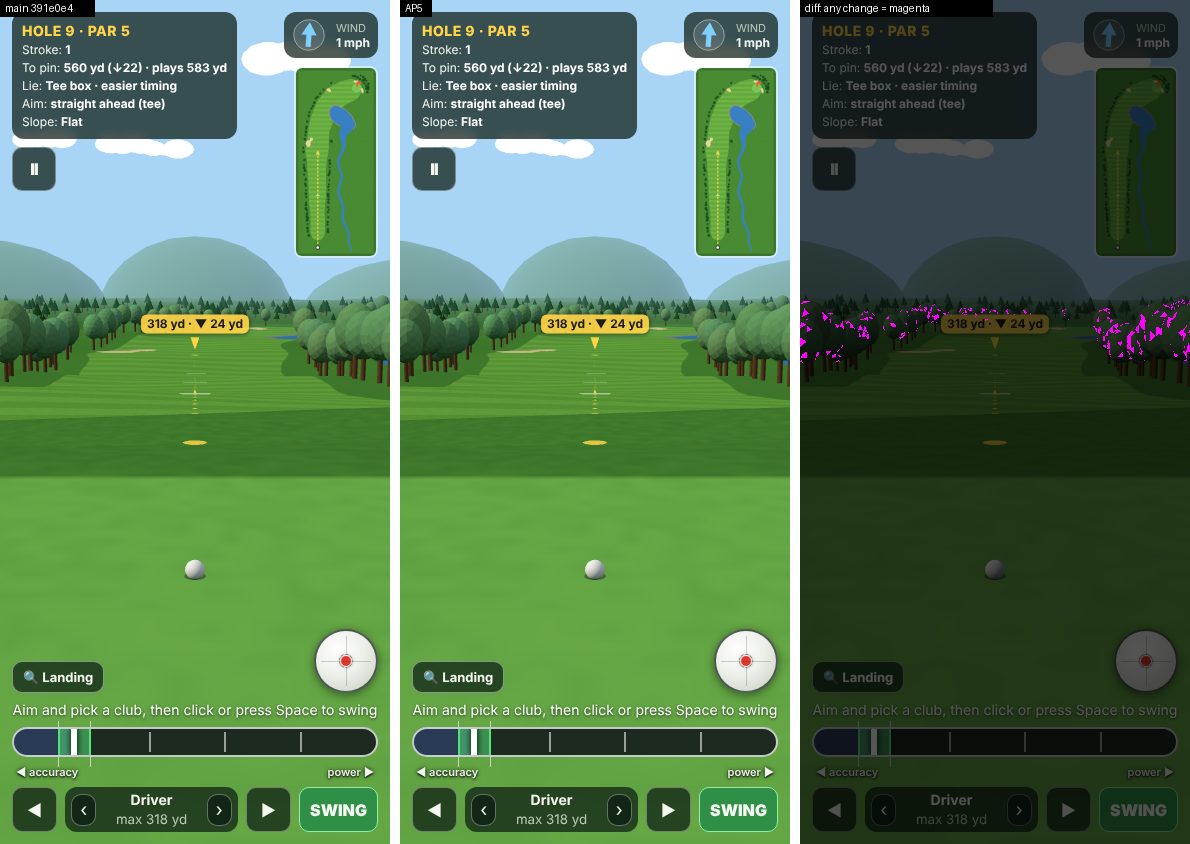 main 391e0e4
HOLE 9 · PAR 5
Stroke: 1
To pin: 560 yd (↓22) · plays 583 yd
Lie: Tee box · easier timing
Aim: straight ahead (tee)
Slope: Flat
WIND
1 mph
318 yd · ▼ 24 yd
🔍 Landing
Aim and pick a club, then click or press Space to swing
◀ accuracy
power ▶
◀
‹
Driver
max 318 yd
›
▶
SWING
AP5
HOLE 9 · PAR 5
Stroke: 1
To pin: 560 yd (↓22) · plays 583 yd
Lie: Tee box · easier timing
Aim: straight ahead (tee)
Slope: Flat
WIND
1 mph
318 yd · ▼ 24 yd
🔍 Landing
Aim and pick a club, then click or press Space to swing
◀ accuracy
power ▶
◀
‹
Driver
max 318 yd
›
▶
SWING
diff: any change = magenta
HOLE 9 · PAR 5
Stroke: 1
To pin: 560 yd (↓22) · plays 583 yd
Lie: Tee box · easier timing
Aim: straight ahead (tee)
Slope: Flat
WIND
1 mph
318 yd · ▼ 24 yd
🔍 Landing
Aim and pick a club, then click or press Space to swing
◀ accuracy
power ▶
◀
‹
Driver
max 318 yd
›
▶
SWING